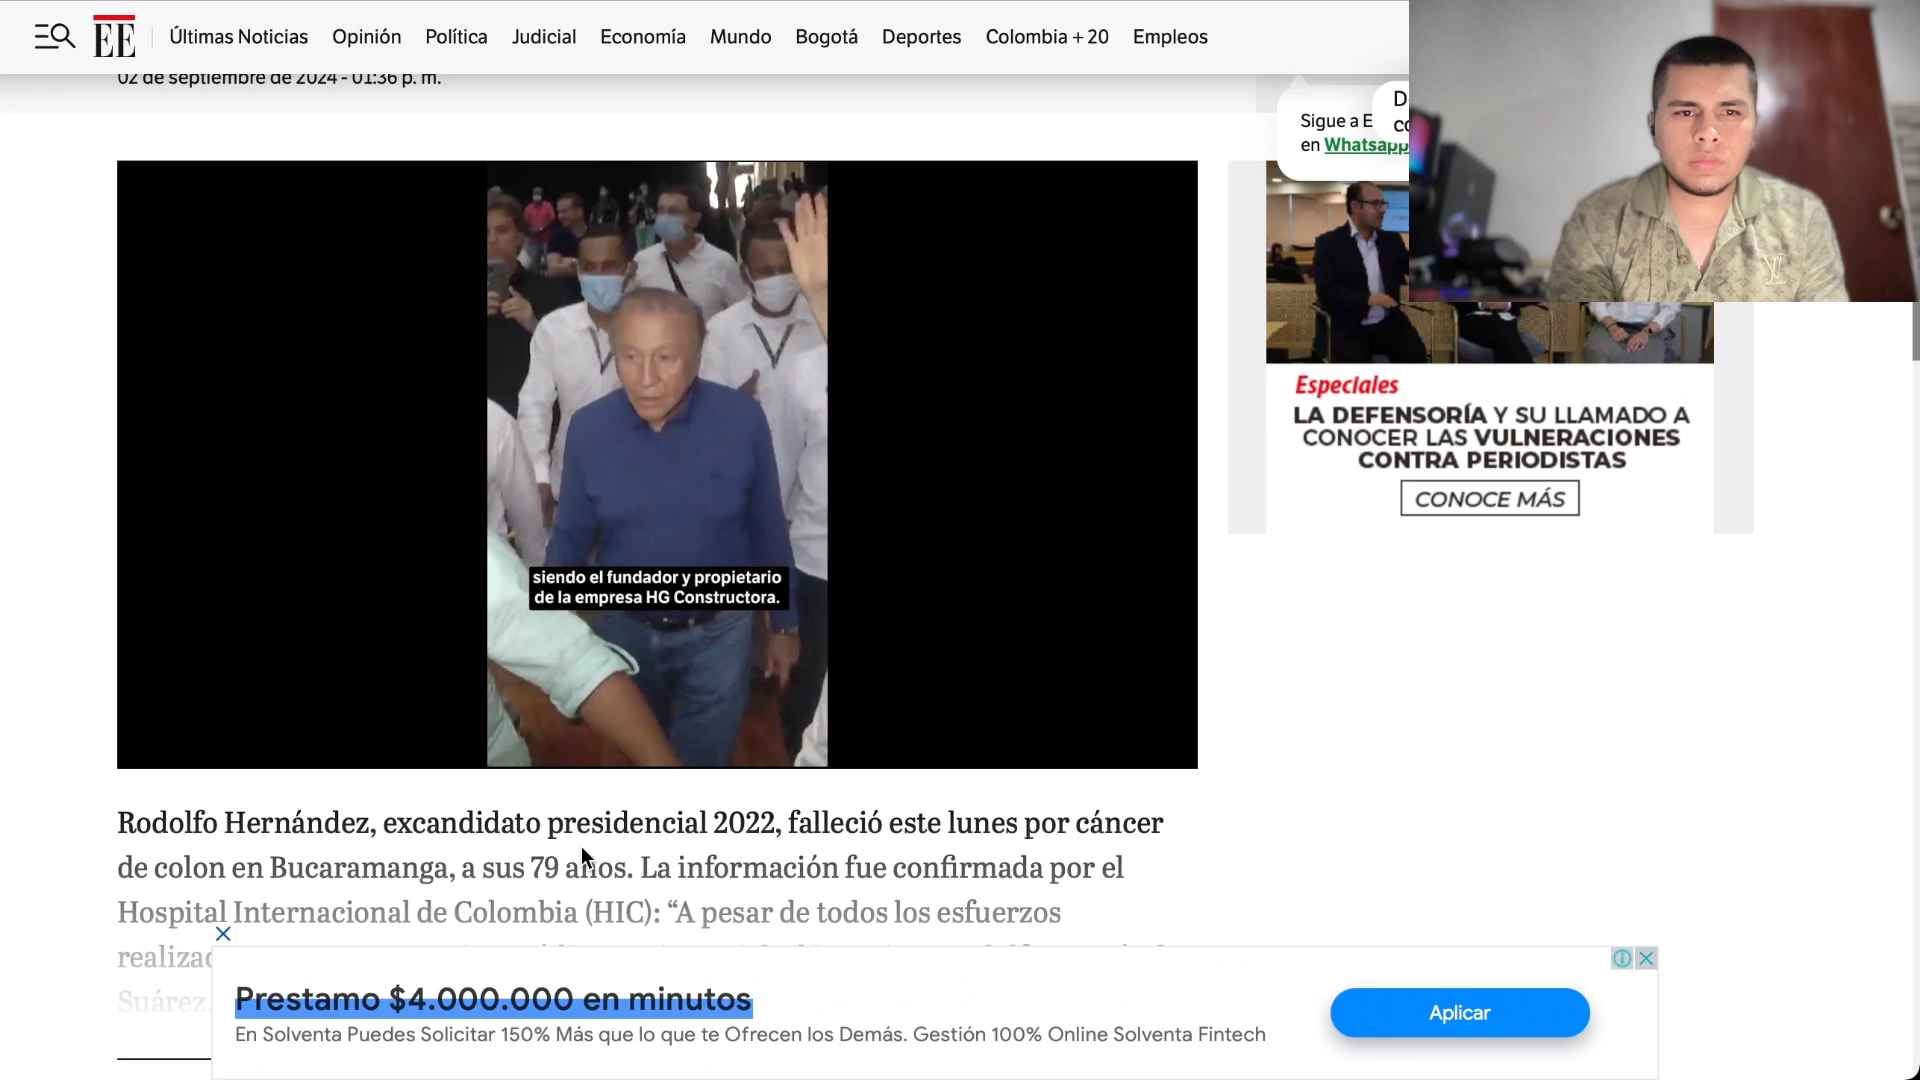 EE
Últimas Noticias Opinión Política Judicial Economía Mundo Bogotá Deportes Colombia + 20 Empleos
02 de septiembre de 2024 - 01:36 p. m.
Sigue a E
en Whatsapp
D
co
siendo el fundador y propietario
de la empresa HG Constructora.
Especiales
LA DEFENSORÍA Y SU LLAMADO A
CONOCER LAS VULNERACIONES
CONTRA PERIODISTAS
CONOCE MÁS
Rodolfo Hernández, excandidato presidencial 2022, falleció este lunes por cáncer
de colon en Bucaramanga, a sus 79 años. La información fue confirmada por el
Hospital Internacional de Colombia (HIC): “A pesar de todos los esfuerzos
realizad
Suárez.
Prestamo $4.000.000 en minutos
En Solventa Puedes Solicitar 150% Más que lo que te Ofrecen los Demás. Gestión 100% Online Solventa Fintech
Aplicar